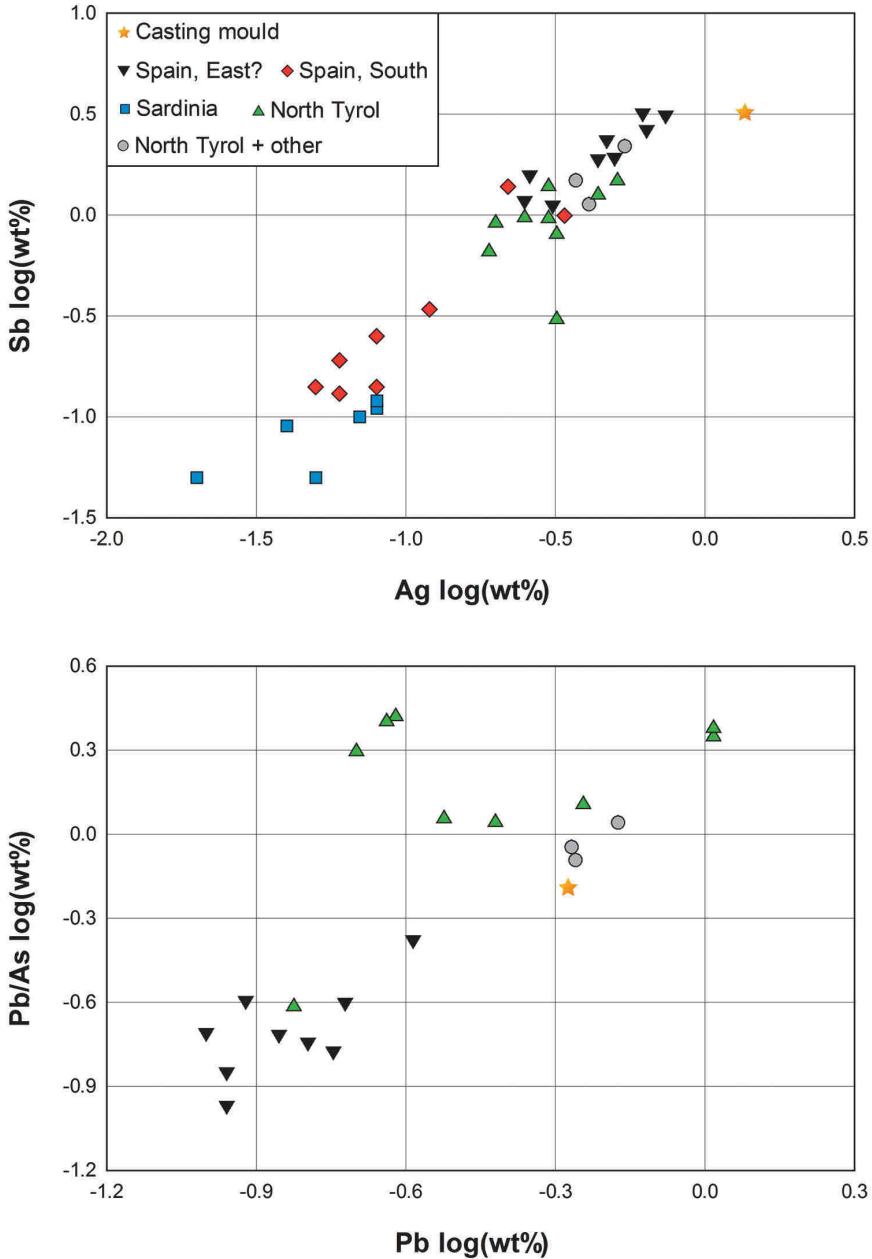 1.0
Casting mould
Spain, East? Spain, South
Sardinia North Tyrol
North Tyrol + other
0.5
0.0
-0.5
-1.0
-1.5
Sb log(wt%)
-2.0 -1.5 -1.0 -0.5 0.0 0.5
Ag log(wt%)
0.6
0.3
0.0
-0.3
-0.6
-0.9
-1.2
Pb/As log(wt%)
-1.2 -0.9 -0.6 -0.3 0.0 0.3
Pb log(wt%)